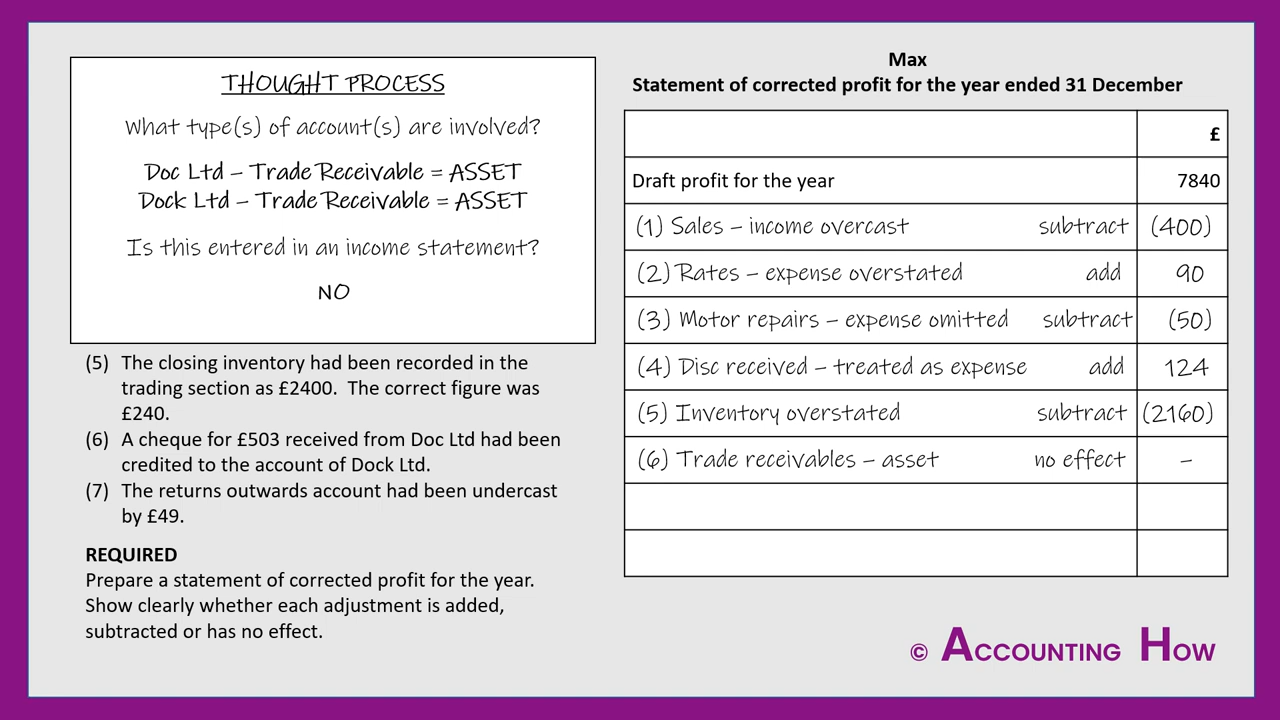 THOUGHT PROCESS
What type(s) of account(s) are involved?
Doc Ltd – Trade Receivable = ASSET
Dock Ltd – Trade Receivable = ASSET
Is this entered in an income statement?
NO
(5) The closing inventory had been recorded in the
trading section as £2400. The correct figure was
£240.
(6) A cheque for £503 received from Doc Ltd had been
credited to the account of Dock Ltd.
(7) The returns outwards account had been undercast
by £49.
REQUIRED
Prepare a statement of corrected profit for the year.
Show clearly whether each adjustment is added,
subtracted or has no effect.
Max
Statement of corrected profit for the year ended 31 December
£
Draft profit for the year 7840
(1) Sales – income overcast subtract (400)
(2) Rates – expense overstated add 90
(3) Motor repairs – expense omitted subtract (50)
(4) Disc received – treated as expense add 124
(5) Inventory overstated subtract (2160)
(6) Trade receivables – asset no effect –
© ACCOUNTING HOW